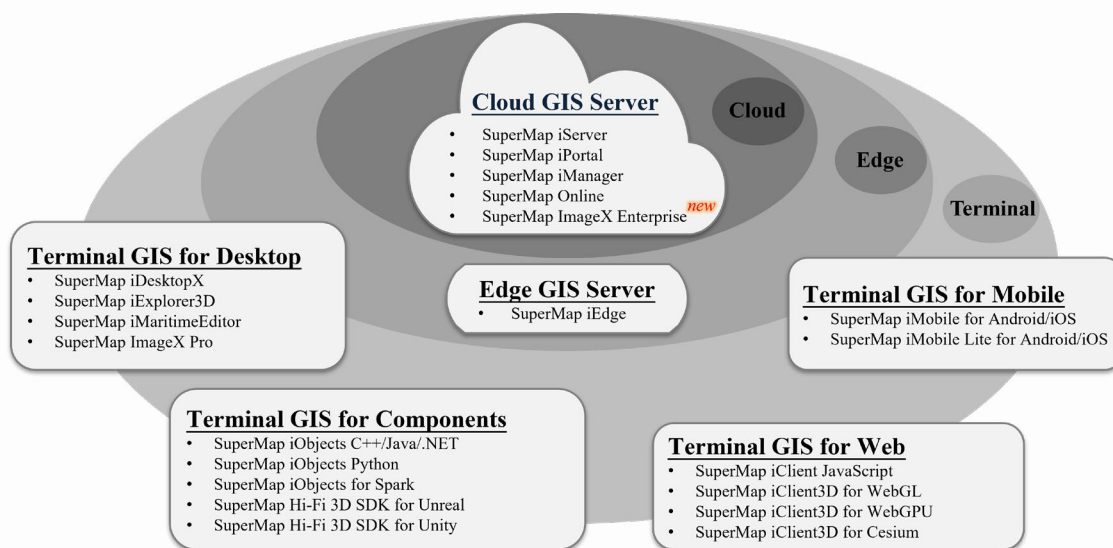 Cloud GIS Server
• SuperMap iServer
• SuperMap iPortal
• SuperMap iManager
• SuperMap Online
• SuperMap ImageX Enterprise new
Cloud
Edge
Terminal
Terminal GIS for Desktop
• SuperMap iDesktopX
• SuperMap iExplorer3D
• SuperMap iMaritimeEditor
• SuperMap ImageX Pro
Edge GIS Server
• SuperMap iEdge
Terminal GIS for Mobile
• SuperMap iMobile for Android/iOS
• SuperMap iMobile Lite for Android/iOS
Terminal GIS for Components
• SuperMap iObjects C++/Java/.NET
• SuperMap iObjects Python
• SuperMap iObjects for Spark
• SuperMap Hi-Fi 3D SDK for Unreal
• SuperMap Hi-Fi 3D SDK for Unity
Terminal GIS for Web
• SuperMap iClient JavaScript
• SuperMap iClient3D for WebGL
• SuperMap iClient3D for WebGPU
• SuperMap iClient3D for Cesium